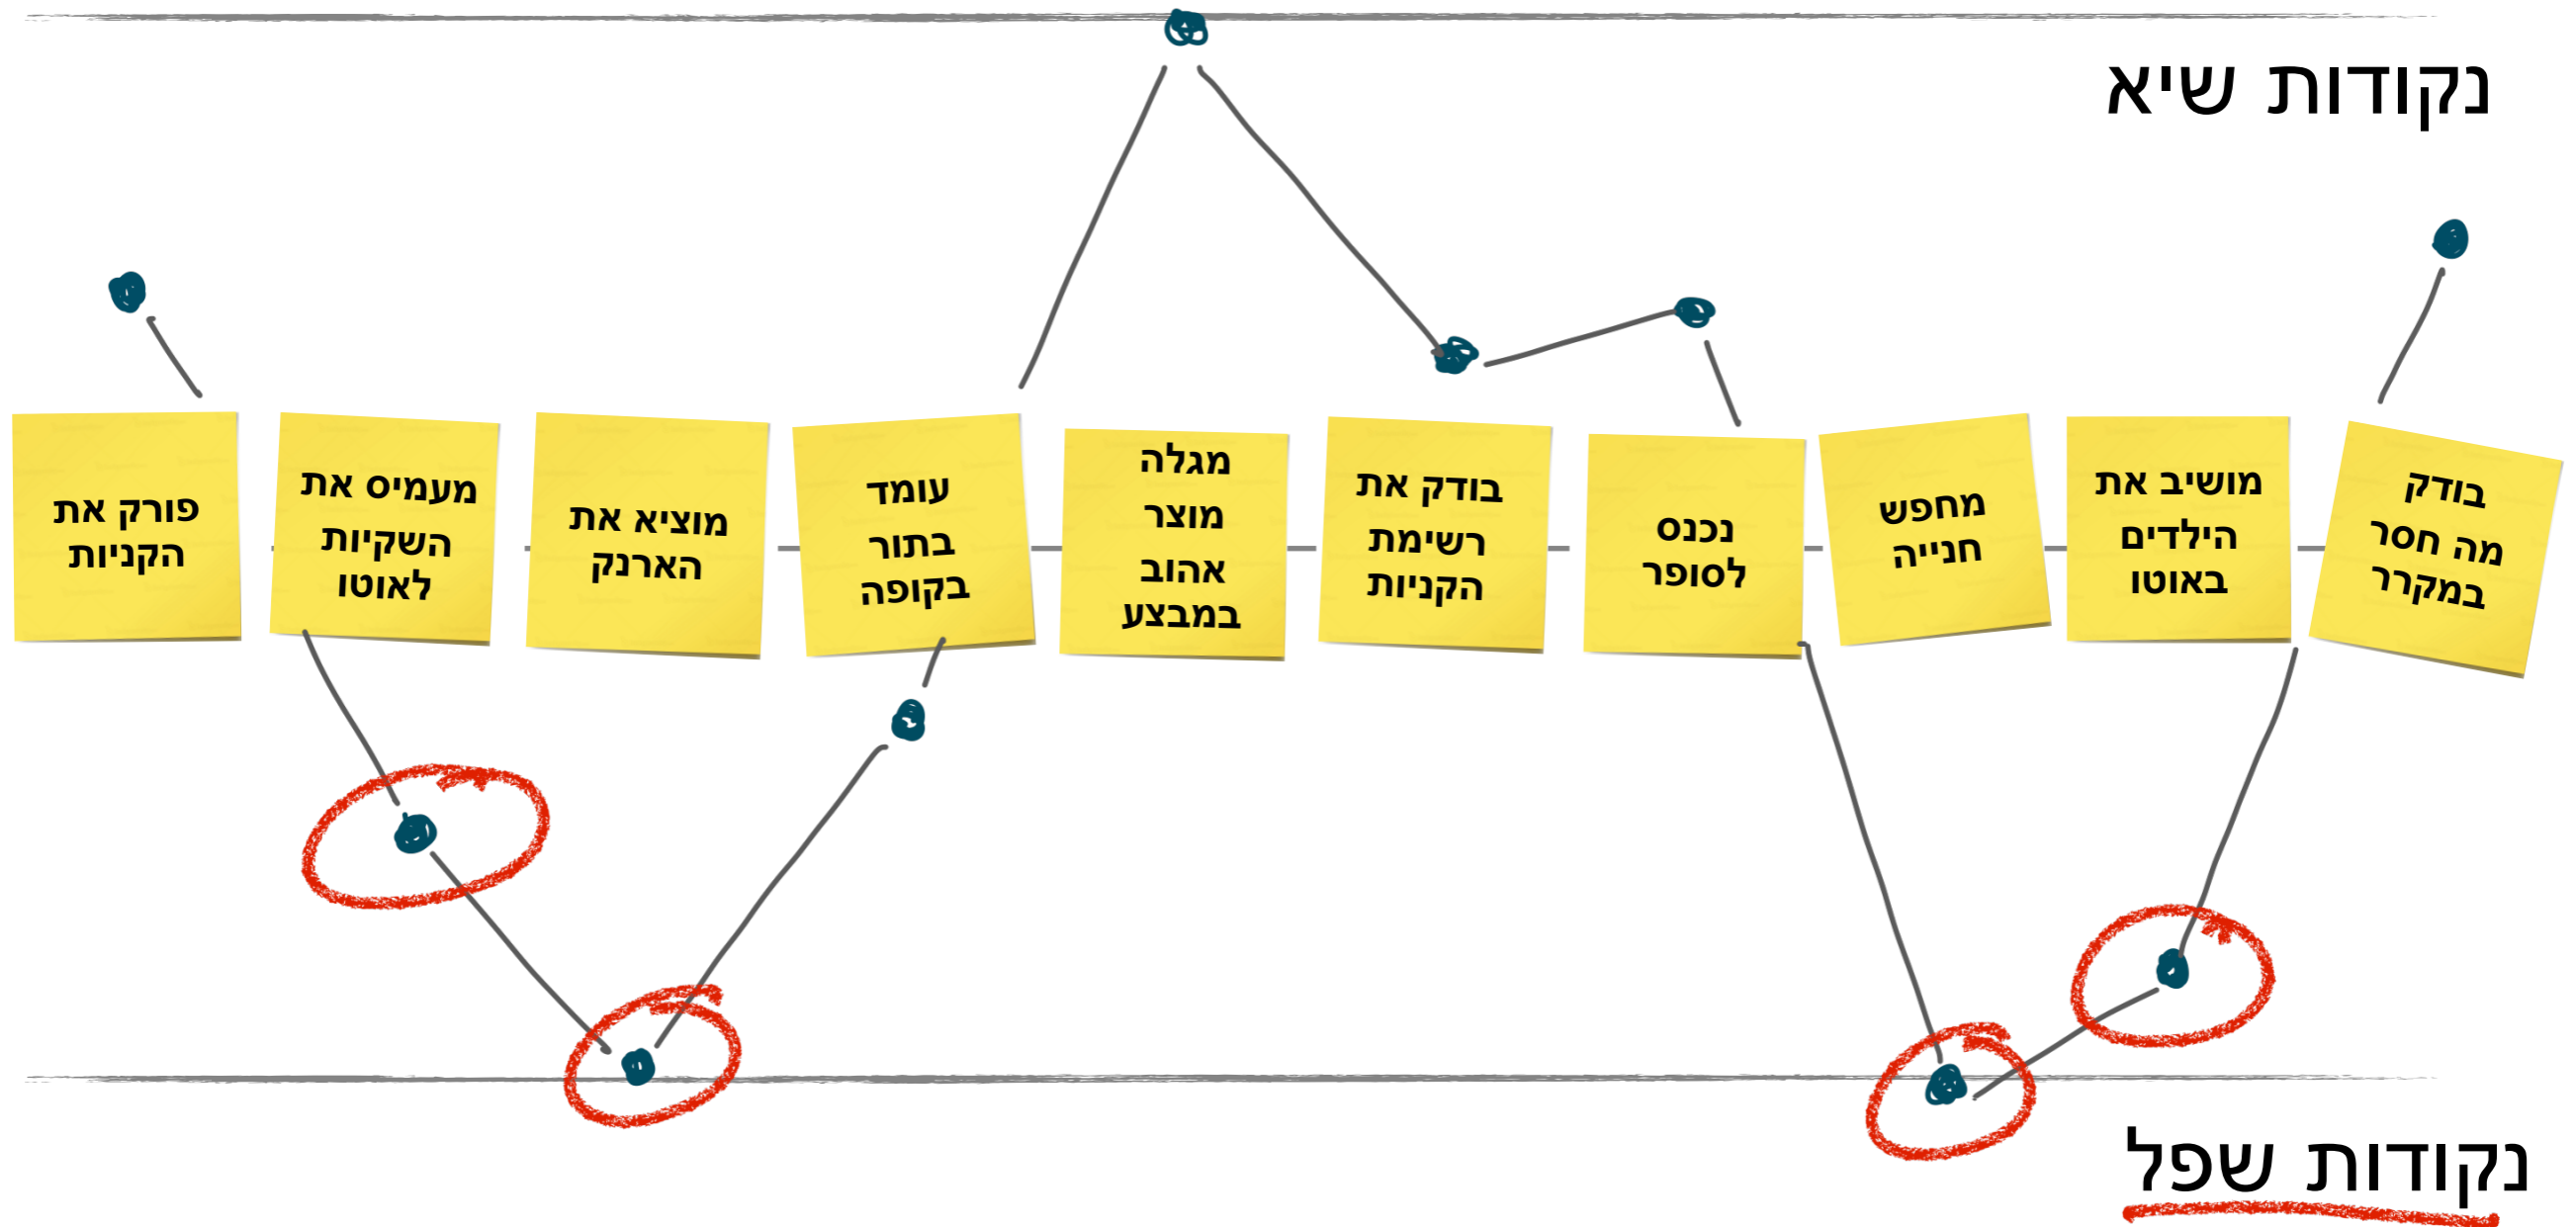 נקודות שיא
בודק
מה חסר
במקרר
מושיב את
הילדים
באוטו
מחפש
חנייה
נכנס
לסופר
בודק את
רשימת
הקניות
מגלה
מוצר
אהוב
במבצע
עומד
בתור
בקופה
מוציא את
הארנק
מעמיס את
השקיות
לאוטו
פורק את
הקניות
נקודות שפל